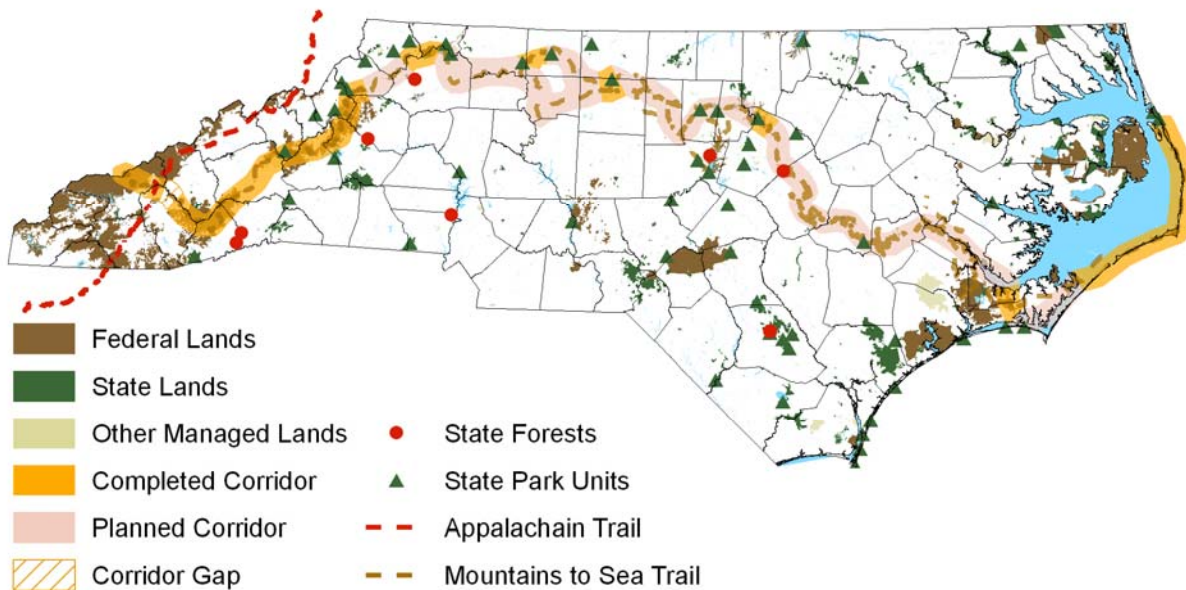 Federal Lands
State Lands
Other Managed Lands
State Forests
Completed Corridor
State Park Units
Planned Corridor
Appalachain Trail
Corridor Gap
Mountains to Sea Trail